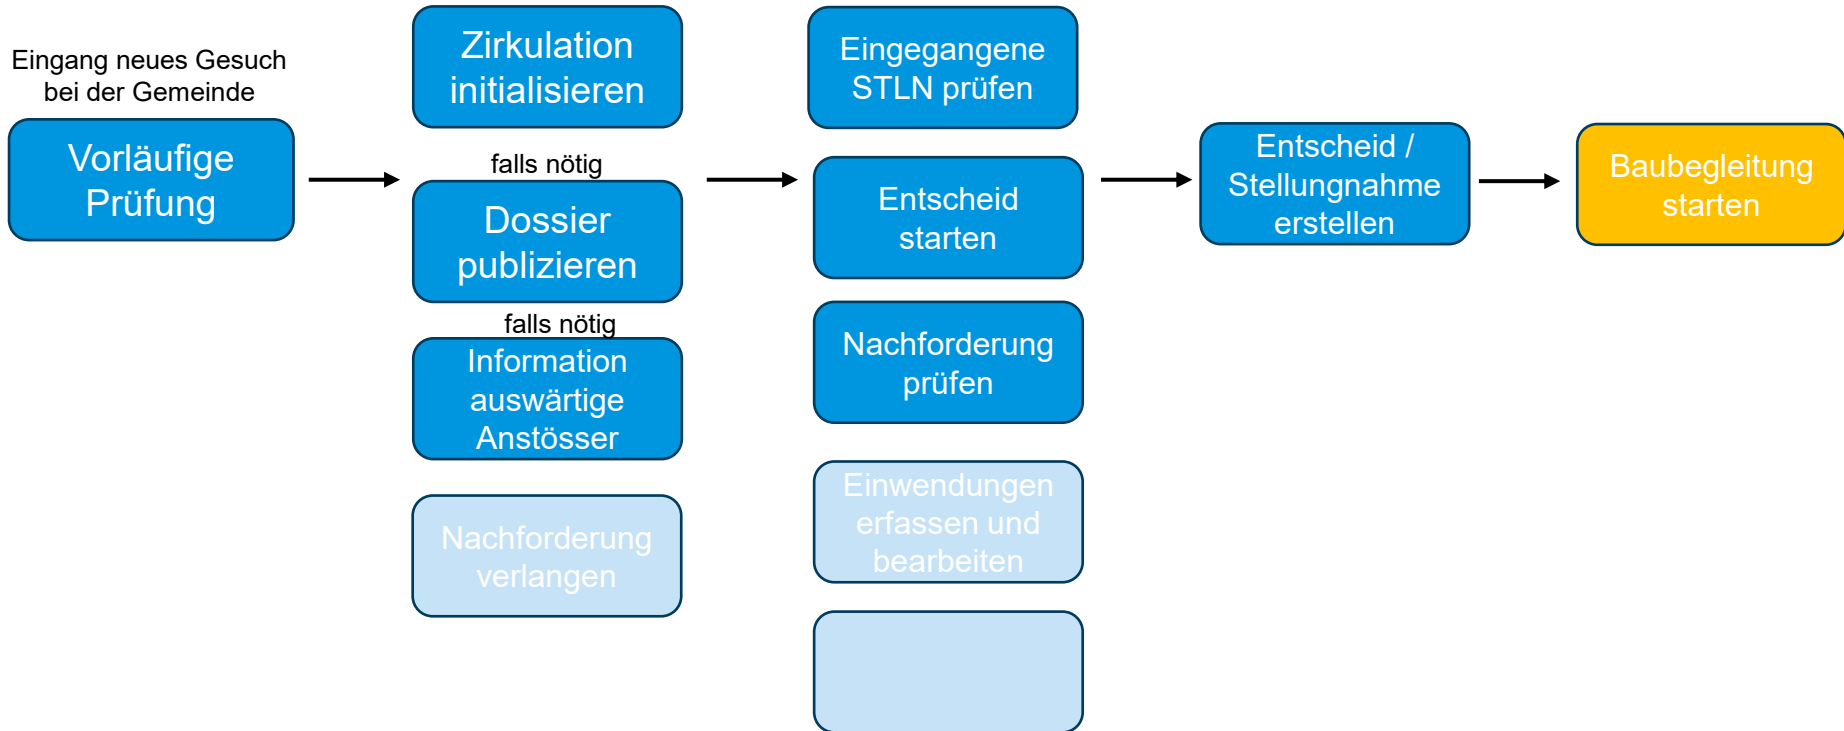 Eingang neues Gesuch
bei der Gemeinde
Vorläufige
Prüfung
Zirkulation
initialisieren
falls nötig
Dossier
publizieren
falls nötig
Information
auswärtige
Anstösser
Nachforderung
verlangen
Eingegangene
STLN prüfen
Entscheid
starten
Nachforderung
prüfen
Einwendungen
erfassen und
bearbeiten
Entscheid /
Stellungnahme
erstellen
Baubegleitung
starten